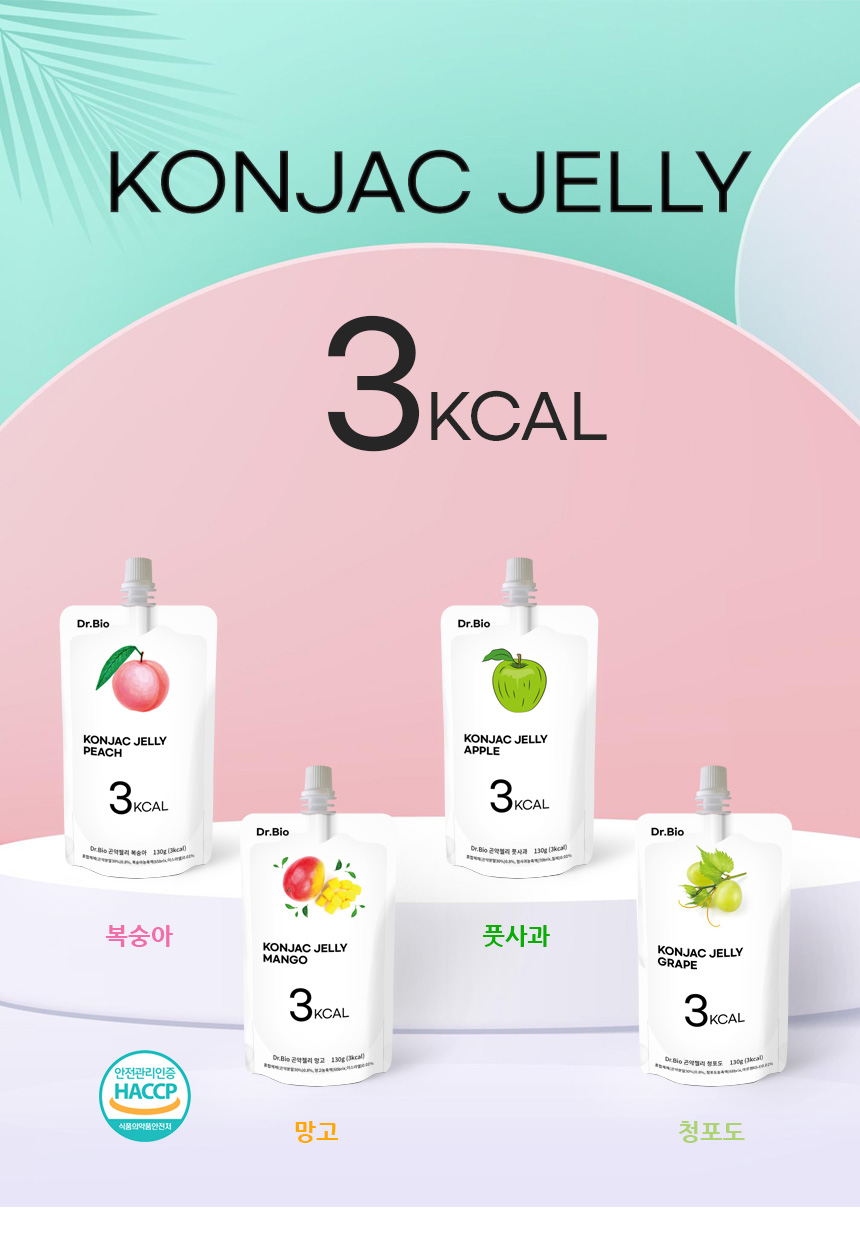 KONJAC JELLY
3KCAL
Dr.Bio
KONJAC JELLY
PEACH
3KCAL
Dr.Bio 곤약젤리 복숭아 130g (3kcal)
복숭아
Dr.Bio
KONJAC JELLY
APPLE
3KCAL
Dr.Bio 곤약젤리 풋사과 130g (3kcal)
풋사과
Dr.Bio
KONJAC JELLY
MANGO
3KCAL
Dr.Bio 곤약젤리 망고 130g (3kcal)
망고
Dr.Bio
KONJAC JELLY
GRAPE
3KCAL
Dr.Bio 곤약젤리 청포도 130g (3kcal)
청포도
안전관리인증
HACCP
식품의약품안전처